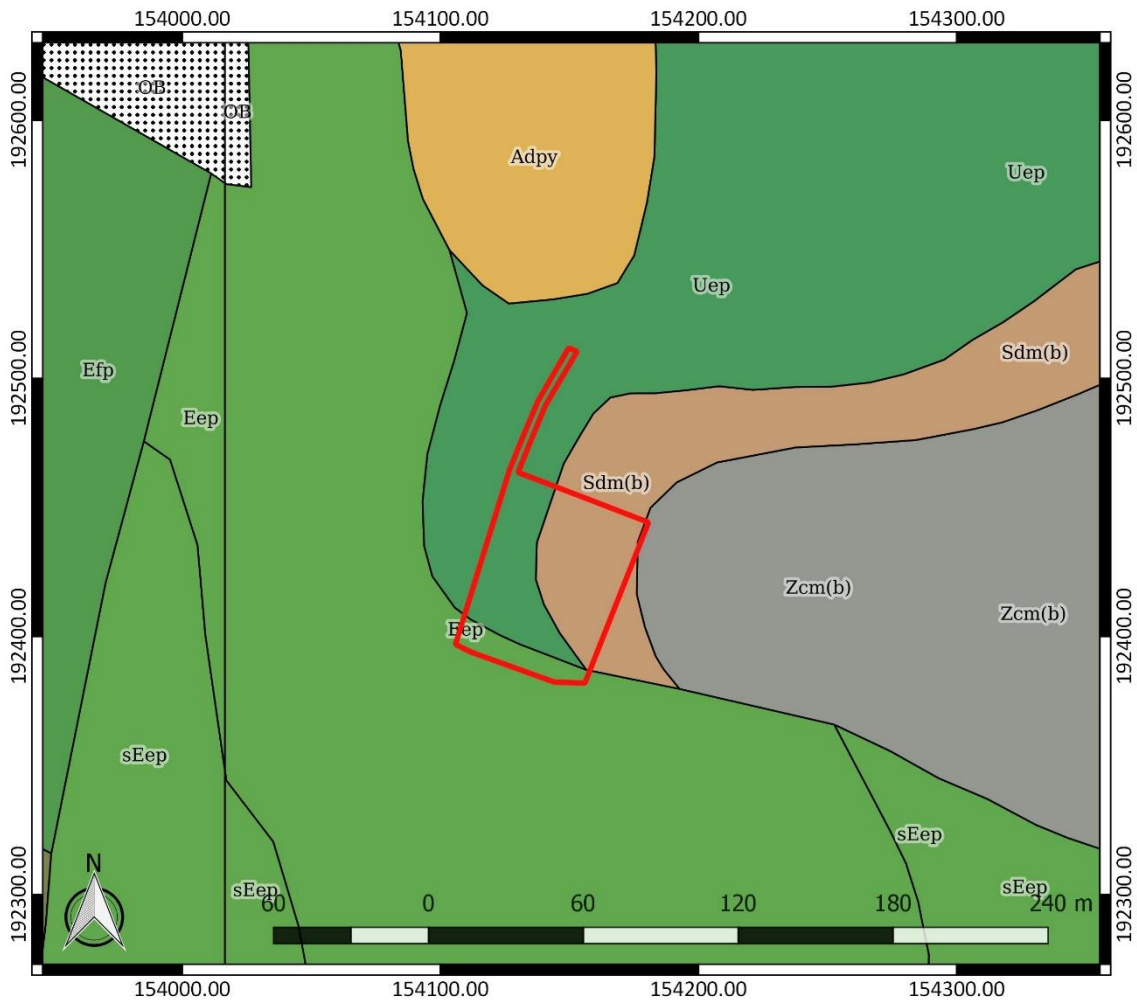 154000.00 154100.00 154200.00 154300.00
192600.00
192600.00
OB
OB
Adpy
Uep
Uep
Sdm(b)
Efp
192500.00
192500.00
Eep
Sdm(b)
Zcm(b)
Zcm(b)
Eep
192400.00
192400.00
sEep
sEep
N
sEep
sEep
192300.00
192300.00
60 0 60 120 180 240 m
154000.00 154100.00 154200.00 154300.00